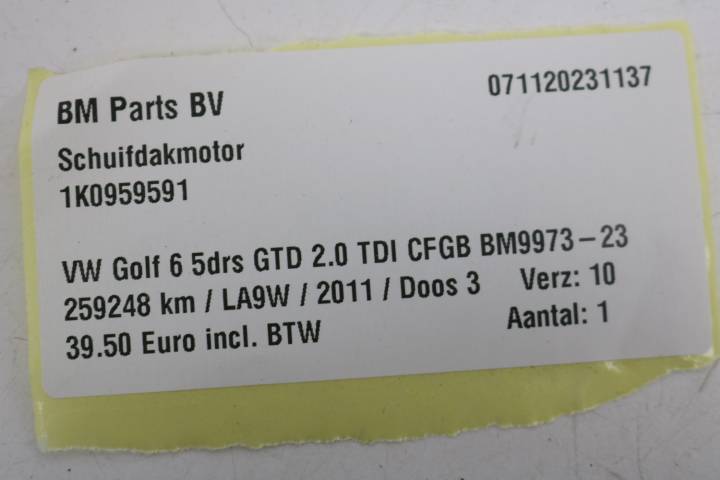 BM Parts BV 071120231137
Schuifdakmotor
1K0959591
VW Golf 6 5drs GTD 2.0 TDI CFGB BM9973-23
259248 km / LA9W / 2011 / Doos 3 Verz: 10
39.50 Euro incl. BTW Aantal: 1